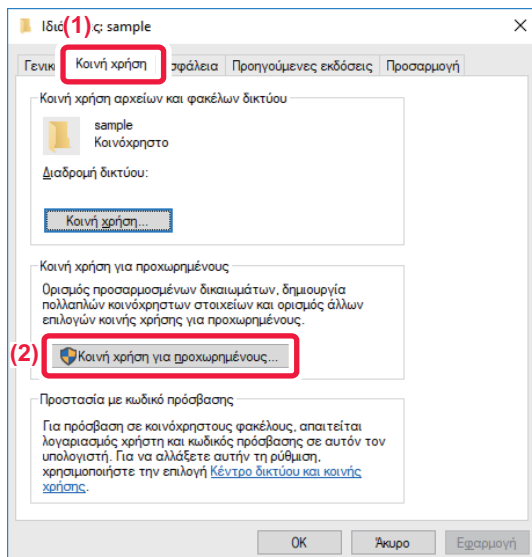 (1)
Ιδιό ες: sample
Γενικ Κοινή χρήση σφάλεια Προηγούμενες εκδόσεις Προσαρμογή
Κοινή χρήση αρχείων και φακέλων δικτύου
sample
Κοινόχρηστο
Διαδρομή δικτύου:
Κοινή χρήση...
Κοινή χρήση για προχωρημένους
Ορισμός προσαρμοσμένων δικαιωμάτων, δημιουργία
πολλαπλών κοινόχρηστων στοιχείων και ορισμός άλλων
επιλογών κοινής χρήσης για προχωρημένους.
(2)
Κοινή χρήση για προχωρημένους...
Προστασία με κωδικό πρόσβασης
Για πρόσβαση σε κοινόχρηστους φακέλους, απαιτείται
λογαριασμός χρήστη και κωδικός πρόσβασης σε αυτόν τον
υπολογιστή. Για να αλλάξετε αυτήν τη ρύθμιση,
χρησιμοποιήστε την επιλογή Κέντρο δικτύου και κοινής
χρήσης.
OK Άκυρο Εφαρμογή